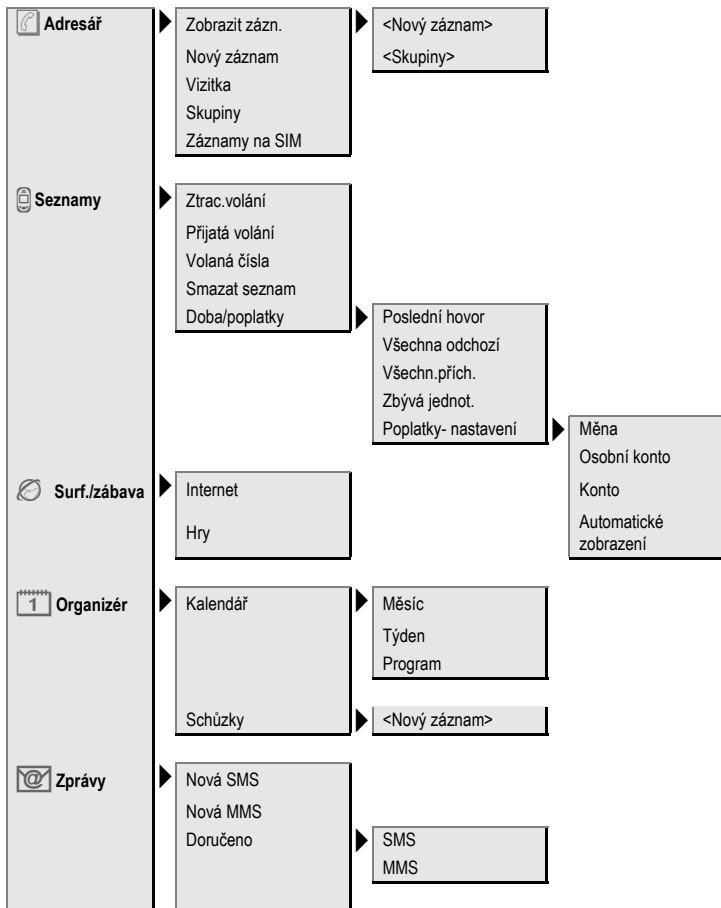 Adresář
Zobrazit zázn.
<Nový záznam>
Nový záznam
<Skupiny>
Vizitka
Skupiny
Záznamy na SIM
Seznamy
Ztrac.volání
Přijatá volání
Volaná čísla
Smazat seznam
Doba/poplatky
Poslední hovor
Všechna odchozí
Všechn.přích.
Zbývá jednot.
Poplatky- nastavení
Měna
Osobní konto
Konto
Automatické
zobrazení
Surf./zábava
Internet
Hry
1 Organizér
Kalendář
Měsíc
Týden
Program
Schůzky
<Nový záznam>
@ Zprávy
Nová SMS
Nová MMS
Doručeno
SMS
MMS